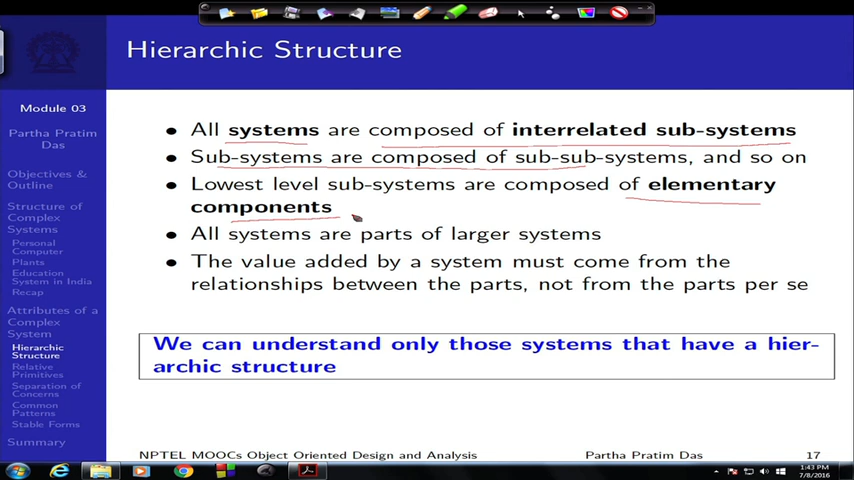 Hierarchic Structure
Module 03
Partha Pratim
Das
Objectives &
Outline
Structure of
Complex
Systems
Personal
Computer
Plants
Education
System in India
Recap
Attributes of a
Complex
System
Hierarchic
Structure
Relative
Primitives
Separation of
Concerns
Common
Patterns
Stable Forms
Summary
• All systems are composed of interrelated sub-systems
• Sub-systems are composed of sub-sub-systems, and so on
• Lowest level sub-systems are composed of elementary
components
• All systems are parts of larger systems
• The value added by a system must come from the
relationships between the parts, not from the parts per se
We can understand only those systems that have a hier-
archic structure
NPTEL MOOCs Object Oriented Design and Analysis Partha Pratim Das 17
1:43 PM
7/8/2016